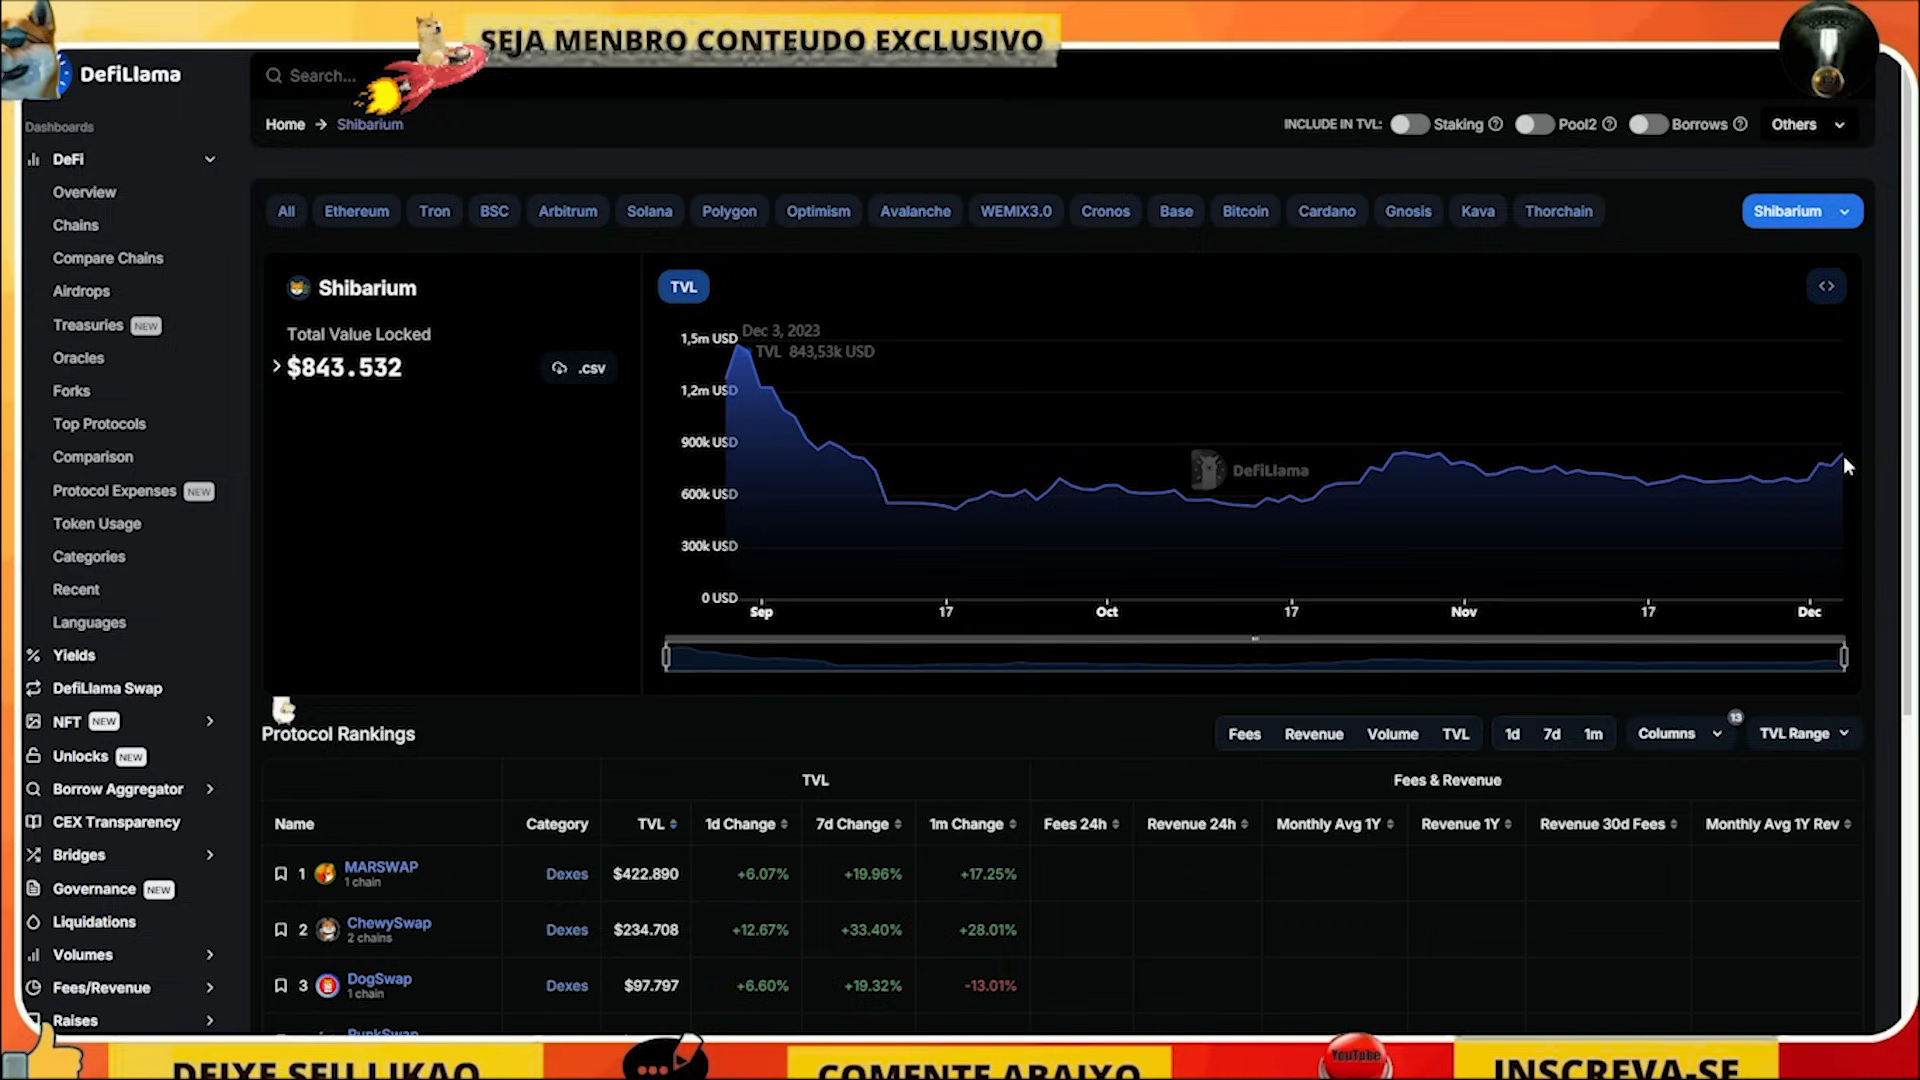 SEJA MENBRO CONTEUDO EXCLUSIVO
DefiLlama
Search...
Home → Shibarium
INCLUDE IN TVL: Staking Pool2 Borrows Others
Dashboards
DeFi
Overview
Chains
Compare Chains
Airdrops
Treasuries NEW
Oracles
Forks
Top Protocols
Comparison
Protocol Expenses NEW
Token Usage
Categories
Recent
Languages
Yields
DefiLlama Swap
NFT NEW
Unlocks NEW
Borrow Aggregator
CEX Transparency
Bridges
Governance NEW
Liquidations
Volumes
Fees/Revenue
Raises
All Ethereum Tron BSC Arbitrum Solana Polygon Optimism Avalanche WEMIX3.0 Cronos Base Bitcoin Cardano Gnosis Kava Thorchain Shibarium
Shibarium
Total Value Locked
$843.532
.csv
TVL
Dec 3, 2023
TVL 843,53k USD
1,5m USD
1,2m USD
900k USD
600k USD
300k USD
0 USD
DefiLlama
Sep 17 Oct 17 Nov 17 Dec
Protocol Rankings
Fees Revenue Volume TVL 1d 7d 1m Columns 13 TVL Range
TVL Fees & Revenue
Name Category TVL 1d Change 7d Change 1m Change Fees 24h Revenue 24h Monthly Avg 1Y Revenue 1Y Revenue 30d Fees Monthly Avg 1Y Rev
1 MARSWAP Dexes $422.890 +6.07% +19.96% +17.25%
1 chain
2 ChewySwap Dexes $234.708 +12.67% +33.40% +28.01%
2 chains
3 DogSwap Dexes $97.797 +6.60% +19.32% -13.01%
1 chain
PunkSwap
DEIXE SEU LIKAO
COMENTE ABAIXO
YouTube
INSCREVA-SE